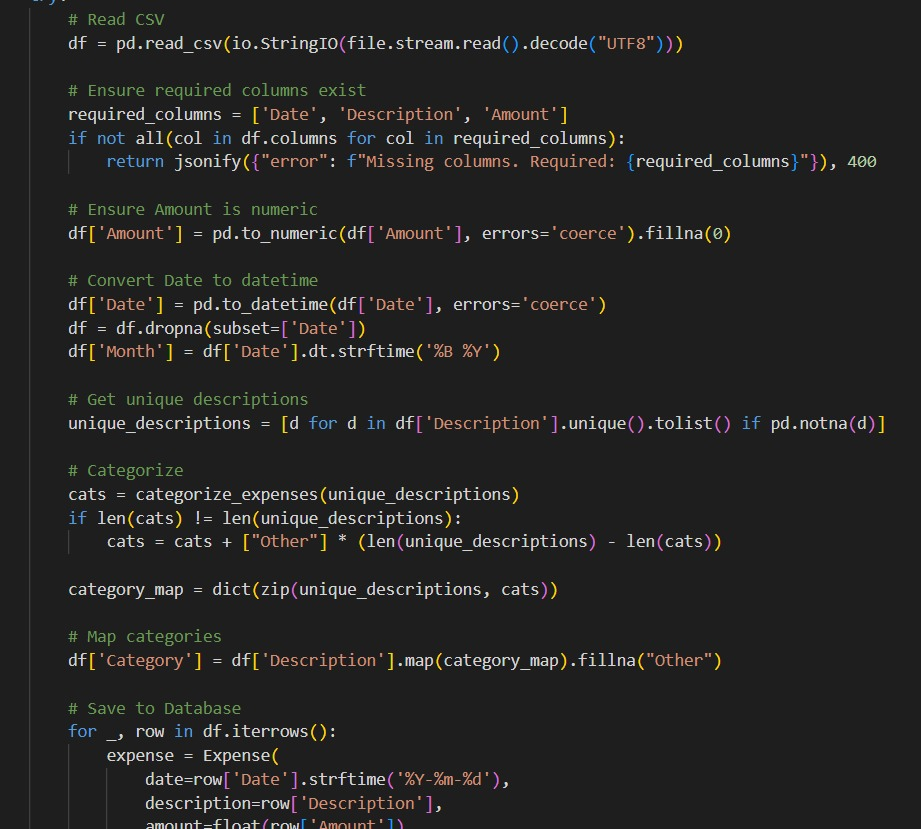 try:
# Read CSV
df = pd.read_csv(io.StringIO(file.stream.read().decode("UTF8")))
# Ensure required columns exist
required_columns = ['Date', 'Description', 'Amount']
if not all(col in df.columns for col in required_columns):
return jsonify({"error": f"Missing columns. Required: {required_columns}"}), 400
# Ensure Amount is numeric
df['Amount'] = pd.to_numeric(df['Amount'], errors='coerce').fillna(0)
# Convert Date to datetime
df['Date'] = pd.to_datetime(df['Date'], errors='coerce')
df = df.dropna(subset=['Date'])
df['Month'] = df['Date'].dt.strftime('%B %Y')
# Get unique descriptions
unique_descriptions = [d for d in df['Description'].unique().tolist() if pd.notna(d)]
# Categorize
cats = categorize_expenses(unique_descriptions)
if len(cats) != len(unique_descriptions):
cats = cats + ["Other"] * (len(unique_descriptions) - len(cats))
category_map = dict(zip(unique_descriptions, cats))
# Map categories
df['Category'] = df['Description'].map(category_map).fillna("Other")
# Save to Database
for _, row in df.iterrows():
expense = Expense(
date=row['Date'].strftime('%Y-%m-%d'),
description=row['Description'],
amount=float(row['Amount'])